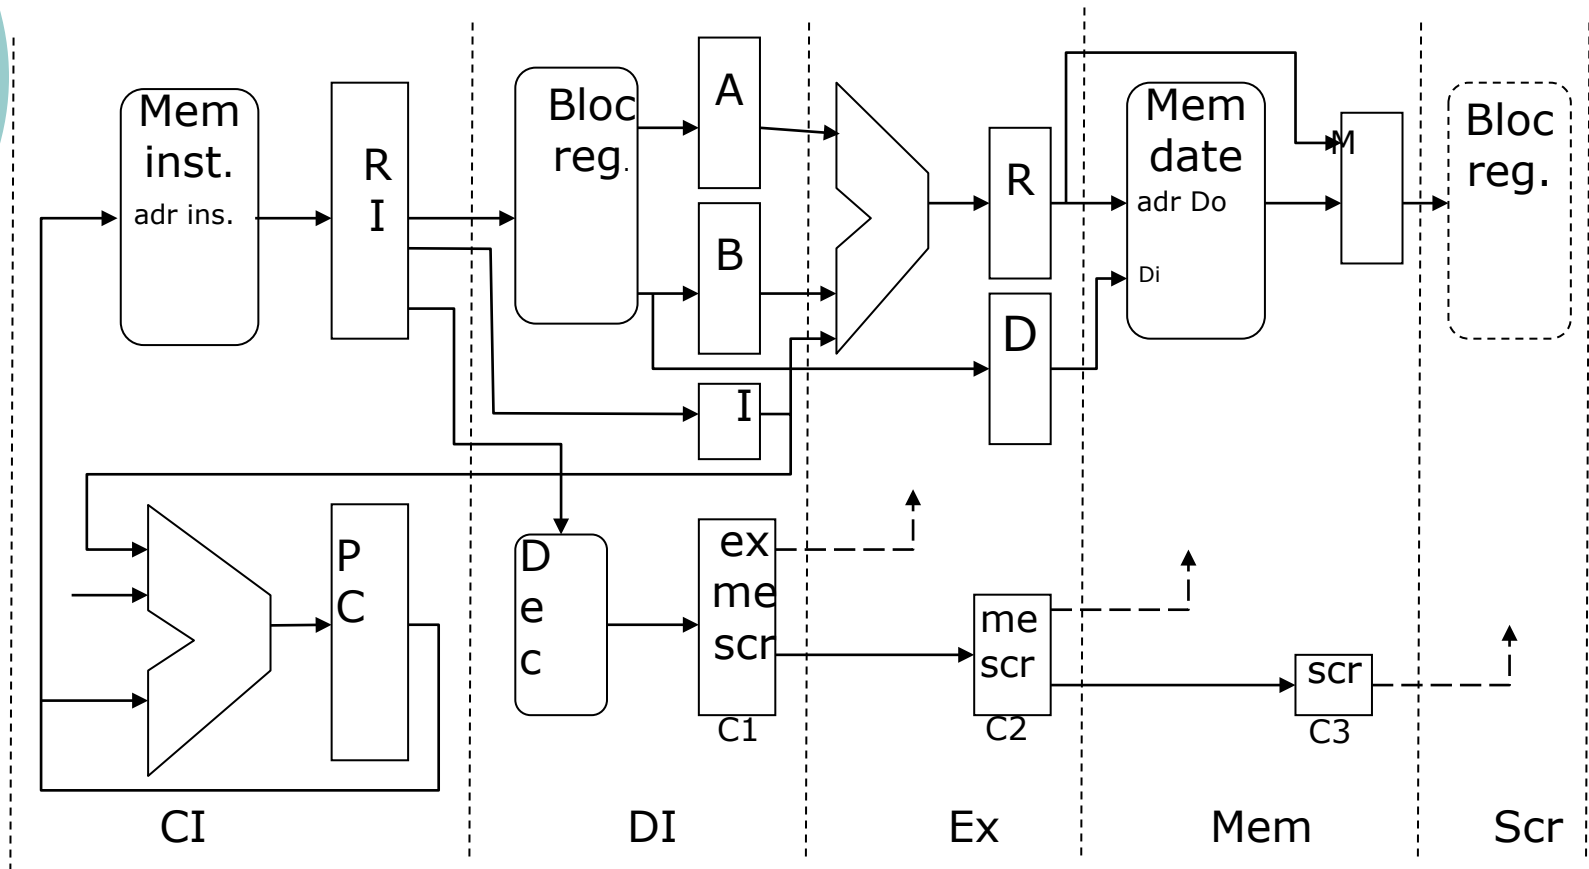 Mem
inst.
adr ins.
R
I
Bloc
reg.
A
B
I
R
D
Mem
date
adr Do
Di
M
Bloc
reg.
P
C
D
e
c
ex
me
scr
C1
me
scr
C2
scr
C3
CI
DI
Ex
Mem
Scr